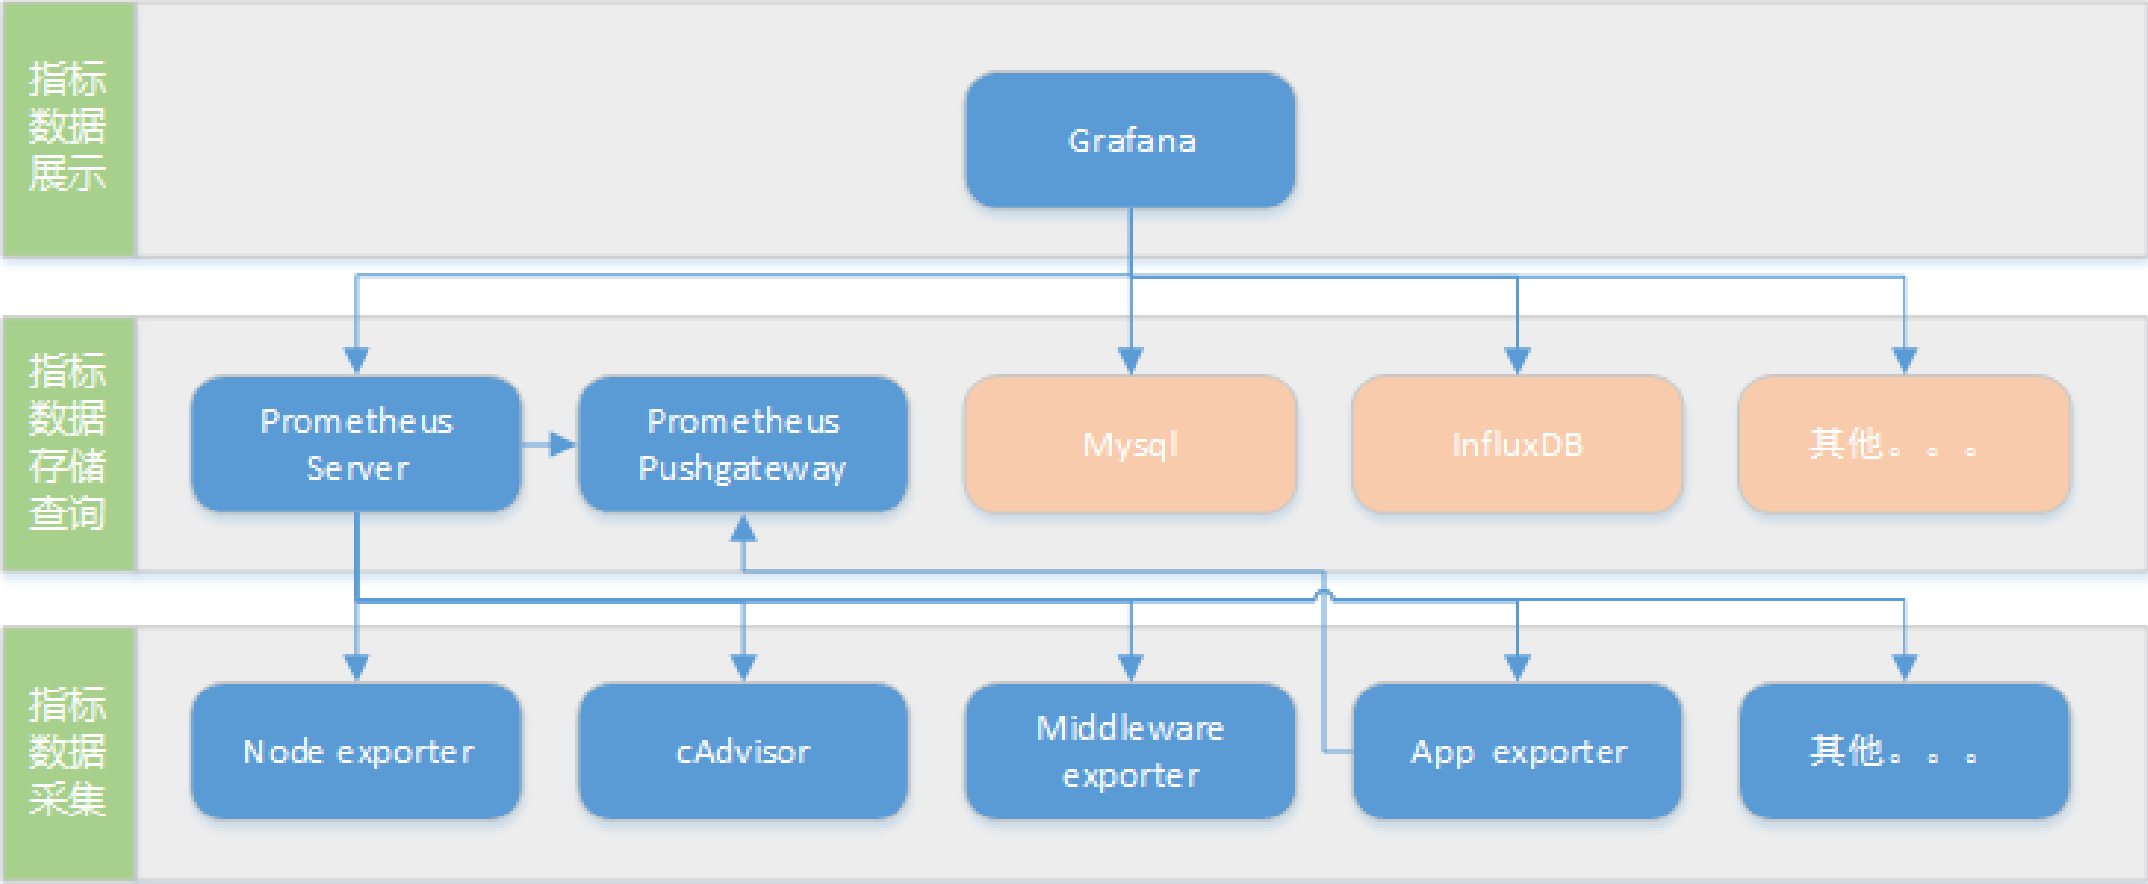 指标
数据
展示
Grafana
指标
数据
存储
查询
Prometheus
Server
Prometheus
Pushgateway
Mysql
InfluxDB
其他。。。
指标
数据
采集
Node exporter
cAdvisor
Middleware
exporter
App exporter
其他。。。